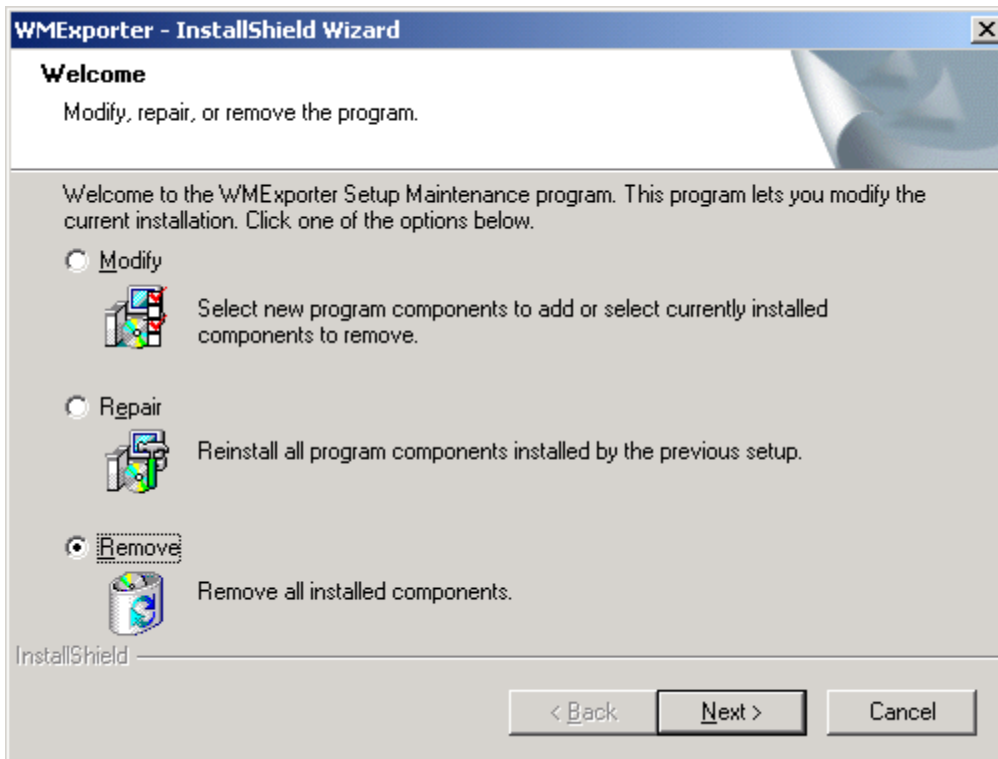 WMExporter - InstallShield Wizard
Welcome
Modify, repair, or remove the program.
Welcome to the WMExporter Setup Maintenance program. This program lets you modify the
current installation. Click one of the options below.
Modify
Select new program components to add or select currently installed
components to remove.
Repair
Reinstall all program components installed by the previous setup.
Remove
Remove all installed components.
InstallShield
< Back Next > Cancel